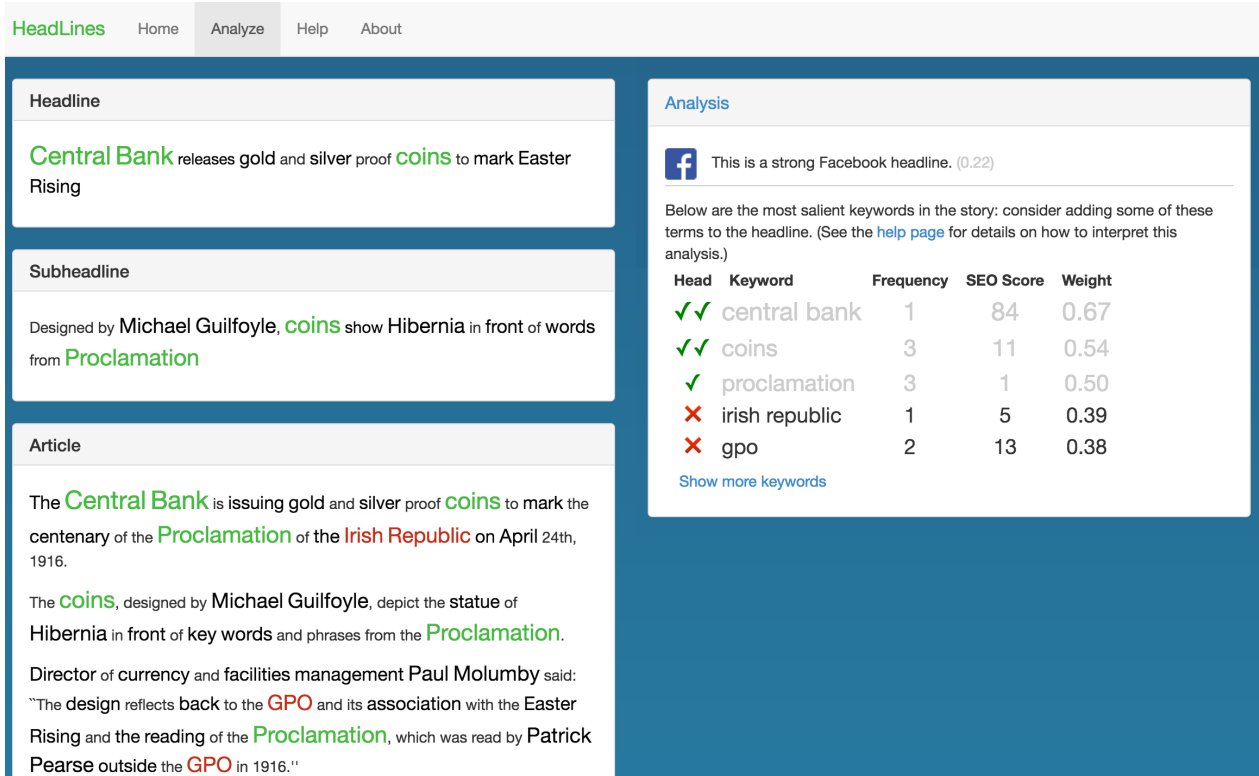 HeadLines Home Analyze Help About
Headline
Central Bank releases gold and silver proof coins to mark Easter
Rising
Subheadline
Designed by Michael Guilfoyle, coins show Hibernia in front of words
from Proclamation
Article
The Central Bank is issuing gold and silver proof coins to mark the
centenary of the Proclamation of the Irish Republic on April 24th,
1916.
The coins, designed by Michael Guilfoyle, depict the statue of
Hibernia in front of key words and phrases from the Proclamation.
Director of currency and facilities management Paul Molumby said:
``The design reflects back to the GPO and its association with the Easter
Rising and the reading of the Proclamation, which was read by Patrick
Pearse outside the GPO in 1916.''
Analysis
f This is a strong Facebook headline. (0.22)
Below are the most salient keywords in the story: consider adding some of these
terms to the headline. (See the help page for details on how to interpret this
analysis.)
Head Keyword Frequency SEO Score Weight
✓✓ central bank 1 84 0.67
✓✓ coins 3 11 0.54
✓ proclamation 3 1 0.50
✕ irish republic 1 5 0.39
✕ gpo 2 13 0.38
Show more keywords